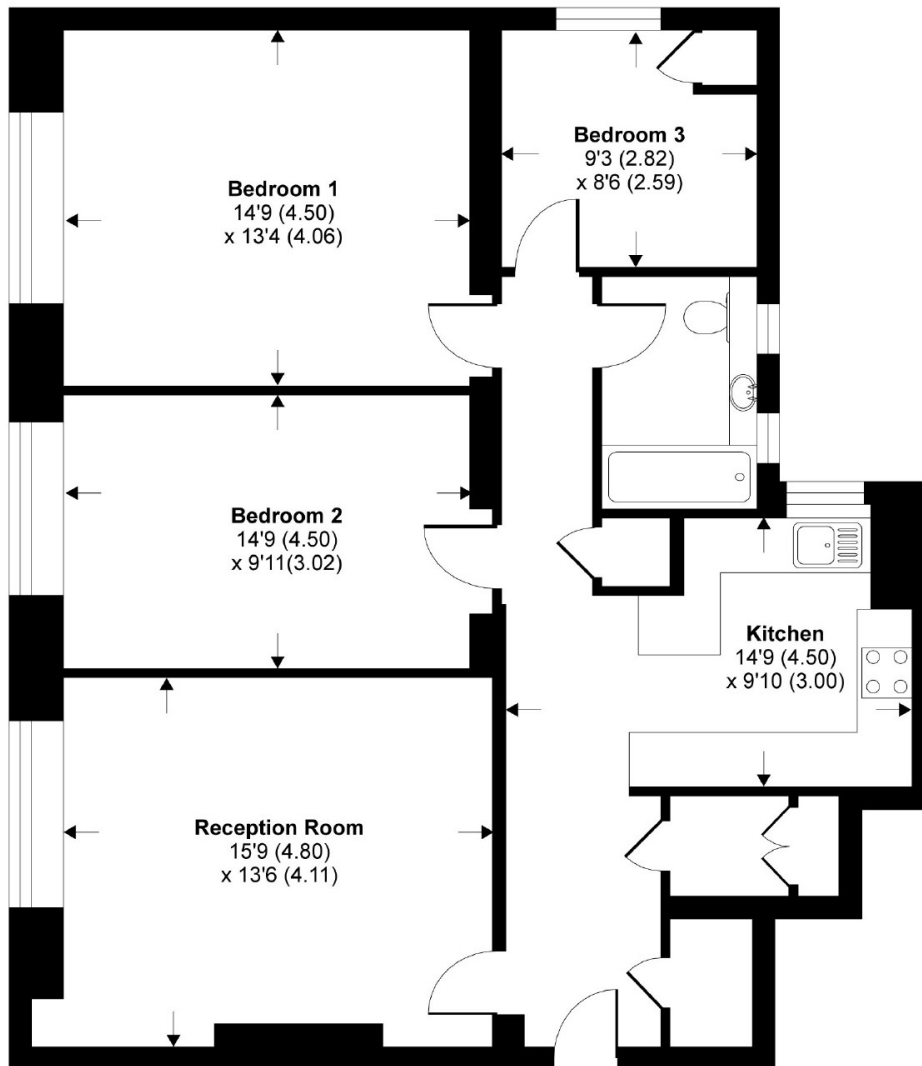 Bedroom 3
9'3 (2.82)
x 8'6 (2.59)
Bedroom 1
14'9 (4.50)
x 13'4 (4.06)
Bedroom 2
14'9 (4.50)
x 9'11(3.02)
Kitchen
14'9 (4.50)
x 9'10 (3.00)
Reception Room
15'9 (4.80)
x 13'6 (4.11)